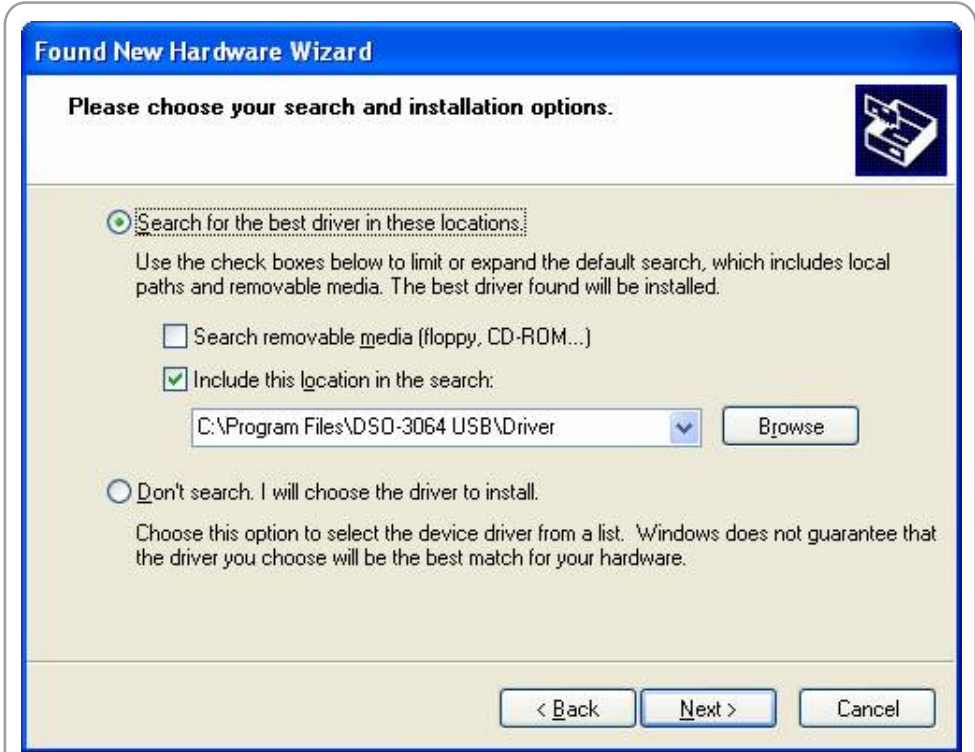 Found New Hardware Wizard
Please choose your search and installation options.
Search for the best driver in these locations.
Use the check boxes below to limit or expand the default search, which includes local
paths and removable media. The best driver found will be installed.
Search removable media (floppy, CD-ROM...)
Include this location in the search:
C:\Program Files\DSO-3064 USB\Driver
Browse
Don't search. I will choose the driver to install.
Choose this option to select the device driver from a list. Windows does not guarantee that
the driver you choose will be the best match for your hardware.
< Back Next > Cancel